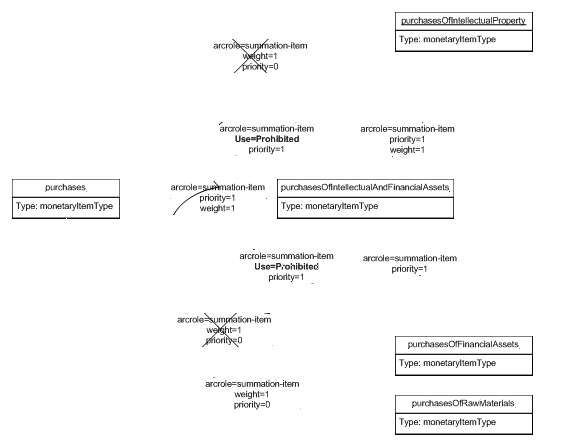 purchasesOfIntellectualProperty
Type: monetaryItemType
arcrole=summation-item
weight=1
priority=0
arcrole=summation-item
Use=Prohibited
priority=1
arcrole=summation-item
priority=1
weight=1
purchases
Type: monetaryItemType
arcrole=summation-item
priority=1
weight=1
purchasesOfIntellectualAndFinancialAssets
Type: monetaryItemType
arcrole=summation-item
Use=Prohibited
priority=1
arcrole=summation-item
priority=1
arcrole=summation-item
weight=1
priority=0
purchasesOfFinancialAssets
Type: monetaryItemType
arcrole=summation-item
weight=1
priority=0
purchasesOfRawMaterials
Type: monetaryItemType